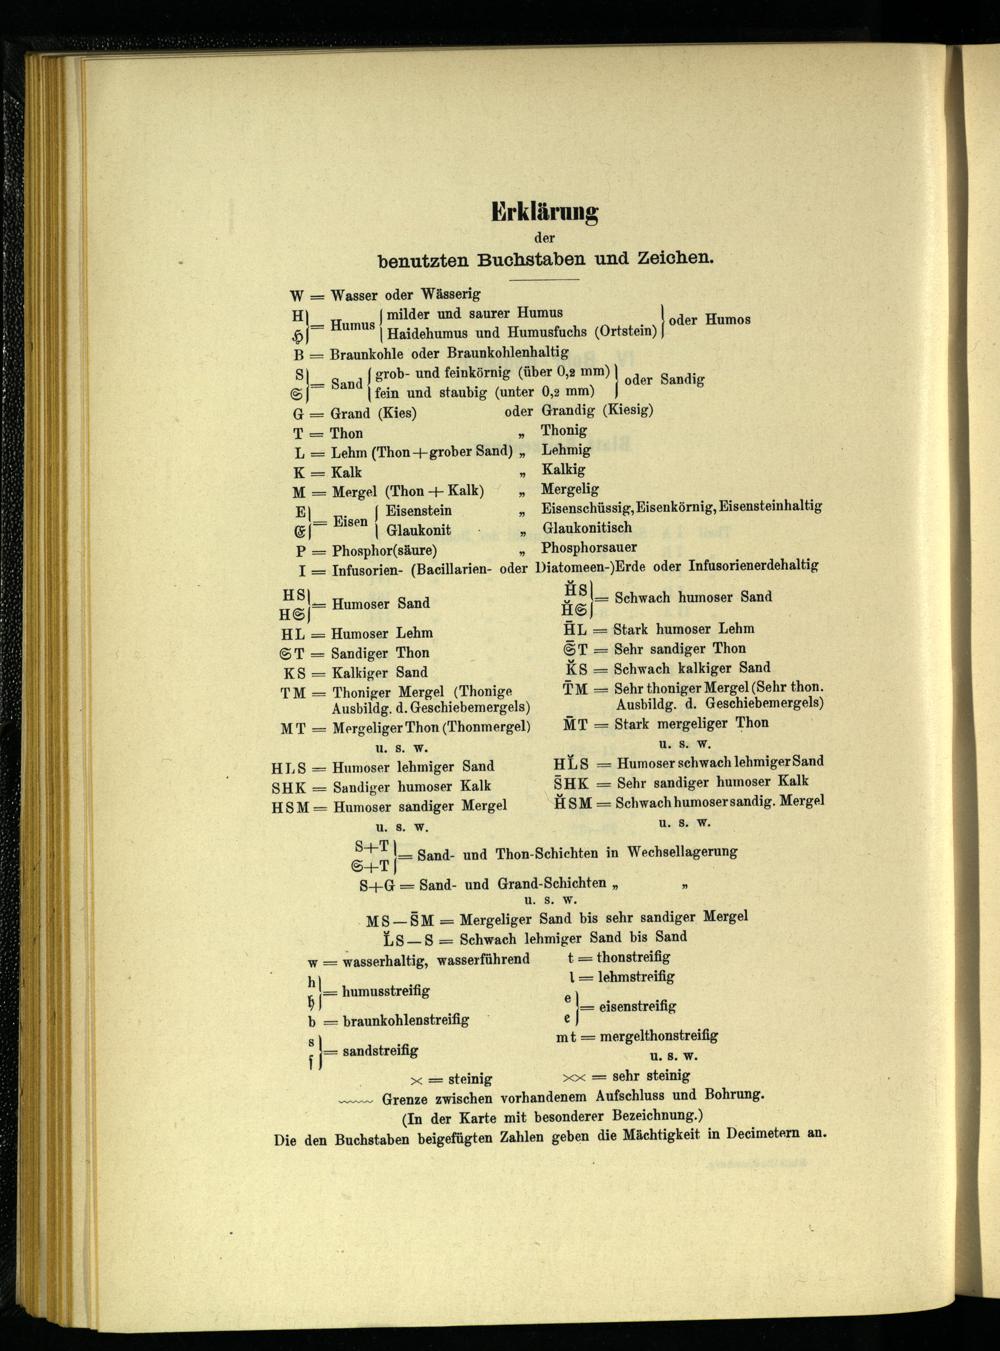 Erklärung
der
benutzten Buchstaben und Zeichen.
W = Wasser oder Wässerig
H } = Humus { milder und saurer Humus } oder Humos
ℌ } { Haidehumus und Humusfuchs (Ortstein) }
B = Braunkohle oder Braunkohlenhaltig
S } = Sand { grob- und feinkörnig (über 0,2 mm) } oder Sandig
𝔖 } { fein und staubig (unter 0,2 mm) }
G = Grand (Kies) oder Grandig (Kiesig)
T = Thon „ Thonig
L = Lehm (Thon + grober Sand) „ Lehmig
K = Kalk „ Kalkig
M = Mergel (Thon + Kalk) „ Mergelig
E } = Eisen { Eisenstein „ Eisenschüssig, Eisenkörnig, Eisensteinhaltig
𝔈 } { Glaukonit „ Glaukonitisch
P = Phosphor(säure) „ Phosphorsauer
I = Infusorien- (Bacillarien- oder Diatomeen-)Erde oder Infusorienerdehaltig
HS } = Humoser Sand
H𝔖 }
HL = Humoser Lehm
𝔖T = Sandiger Thon
KS = Kalkiger Sand
TM = Thoniger Mergel (Thonige
Ausbildg. d. Geschiebemergels)
MT = Mergeliger Thon (Thonmergel)
u. s. w.
HLS = Humoser lehmiger Sand
SHK = Sandiger humoser Kalk
HSM = Humoser sandiger Mergel
u. s. w.
H̆S } = Schwach humoser Sand
H̆𝔖 }
H̄L = Stark humoser Lehm
𝔖̄T = Sehr sandiger Thon
K̆S = Schwach kalkiger Sand
T̄M = Sehr thoniger Mergel (Sehr thon.
Ausbildg. d. Geschiebemergels)
M̄T = Stark mergeliger Thon
u. s. w.
HL̆S = Humoser schwach lehmiger Sand
S̄HK = Sehr sandiger humoser Kalk
H̆SM = Schwach humoser sandig. Mergel
u. s. w.
S+T } = Sand- und Thon-Schichten in Wechsellagerung
𝔖+T }
S+G = Sand- und Grand-Schichten „ „
u. s. w.
MS — S̄M = Mergeliger Sand bis sehr sandiger Mergel
L̆S — S = Schwach lehmiger Sand bis Sand
w = wasserhaltig, wasserführend
h } = humusstreifig
𝔥 }
b = braunkohlenstreifig
s } = sandstreifig
ſ }
t = thonstreifig
l = lehmstreifig
e } = eisenstreifig
𝔢 }
mt = mergelthonstreifig
u. s. w.
× = steinig ×× = sehr steinig
﹏﹏ Grenze zwischen vorhandenem Aufschluss und Bohrung.
(In der Karte mit besonderer Bezeichnung.)
Die den Buchstaben beigefügten Zahlen geben die Mächtigkeit in Decimetern an.